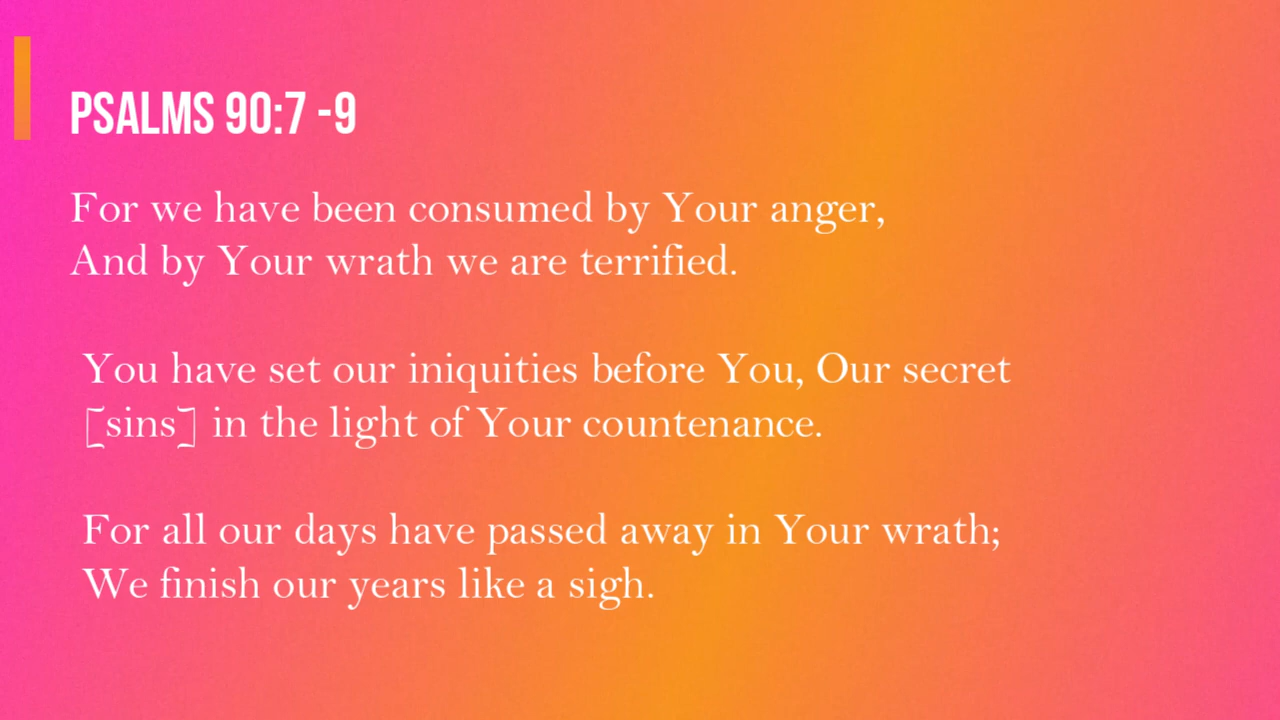 PSALMS 90:7 -9
For we have been consumed by Your anger,
And by Your wrath we are terrified.
You have set our iniquities before You, Our secret
[sins] in the light of Your countenance.
For all our days have passed away in Your wrath;
We finish our years like a sigh.